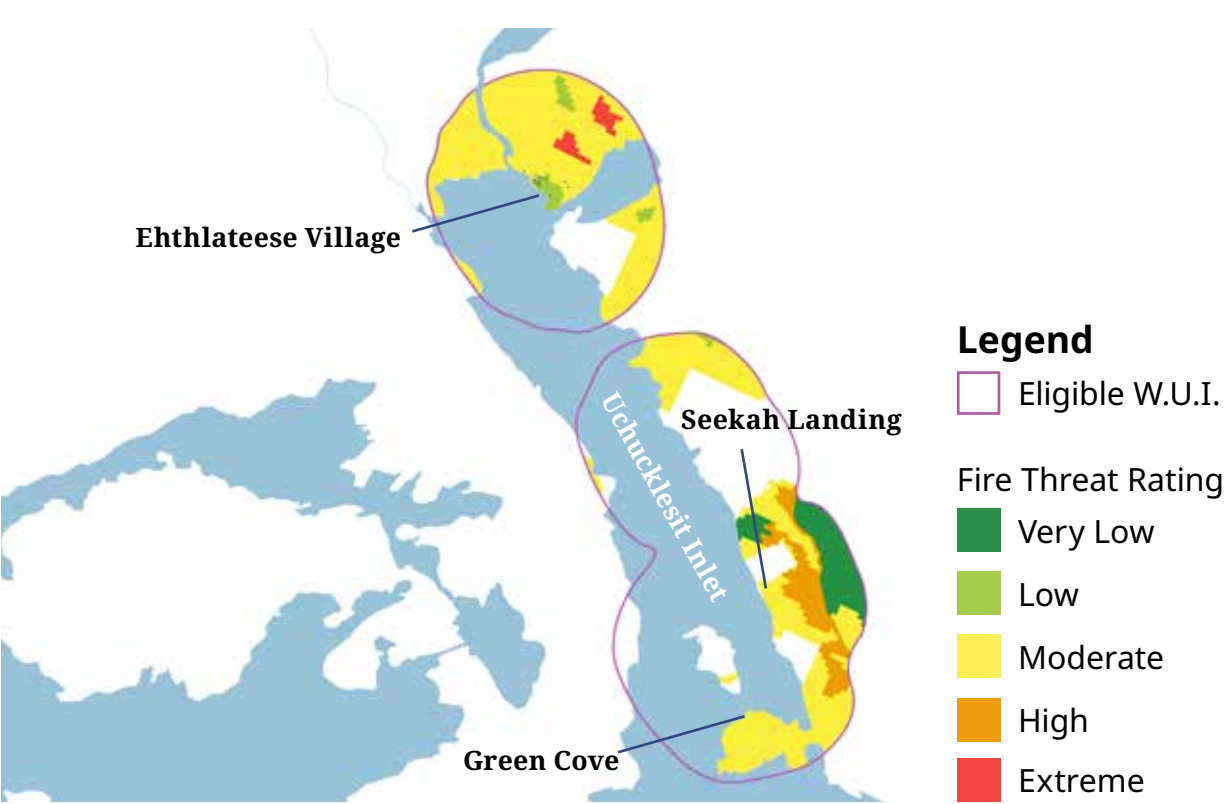 Ehthlateese Village
Uchucklesit Inlet
Seekah Landing
Green Cove
Legend
Eligible W.U.I.
Fire Threat Rating
Very Low
Low
Moderate
High
Extreme